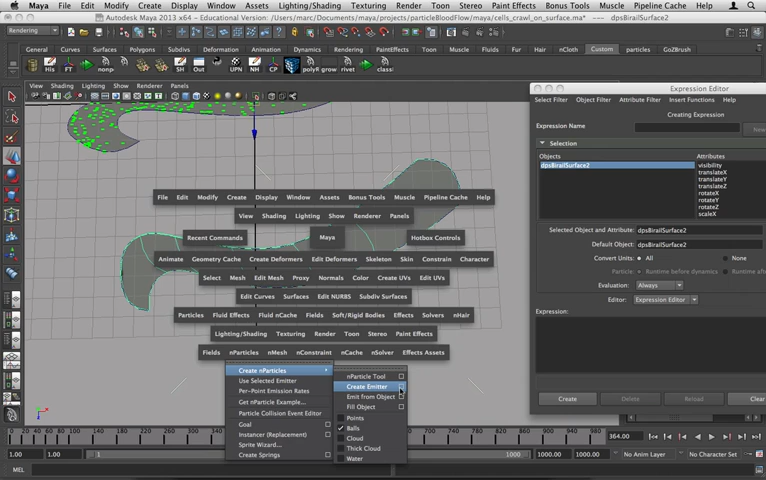 Maya File Edit Modify Create Display Window Assets Lighting/Shading Texturing Render Toon Stereo Paint Effects Bonus Tools Muscle
Autodesk Maya 2013 x64 - Educational Version: /Users/marc/Documents/maya/projects/particleBloodFlow/maya/cells_crawl_on_surface.ma* --- dpsBirailSurface2
Rendering
General Curves Surfaces Polygons Subdivs Deformation Animation Dynamics Rendering PaintEffects Toon Muscle Fluids Fur Hair nCloth Custom particles GoZBrush
His FT nonp SH Out UPN NH CP polyR grow rivet class
View Shading Lighting Show Renderer Panels
Expression Editor
Select Filter Object Filter Attribute Filter Insert Functions Help
Creating Expression
Expression Name New
Selection
Objects Attributes
dpsBirailSurface2 visibility
translateX
translateY
translateZ
rotateX
rotateY
rotateZ
scaleX
Selected Object and Attribute: dpsBirailSurface2
Default Object: dpsBirailSurface2
Convert Units: All None
Particle: Runtime before dynamics Runtime afte
Evaluation: Always
Editor: Expression Editor
Expression:
Create Delete Reload Clear
File Edit Modify Create Display Window Assets Bonus Tools Muscle Pipeline Cache Help
View Shading Lighting Show Renderer Panels
Recent Commands Maya Hotbox Controls
Animate Geometry Cache Create Deformers Edit Deformers Skeleton Skin Constrain Character
Select Mesh Edit Mesh Proxy Normals Color Create UVs Edit UVs
Edit Curves Surfaces Edit NURBS Subdiv Surfaces
Particles Fluid Effects Fluid nCache Fields Soft/Rigid Bodies Effects Solvers nHair
Lighting/Shading Texturing Render Toon Stereo Paint Effects
Fields nParticles nMesh nConstraint nCache nSolver Effects Assets
Create nParticles
Use Selected Emitter
Per-Point Emission Rates
Get nParticle Example...
Particle Collision Event Editor
Goal
Instancer (Replacement)
Sprite Wizard...
Create Springs
nParticle Tool
Create Emitter
Emit from Object
Fill Object
Points
Balls
Cloud
Thick Cloud
Water
364.00
1.00 1.00 1000 1000.00 1000.00 No Anim Layer No Character Set
MEL